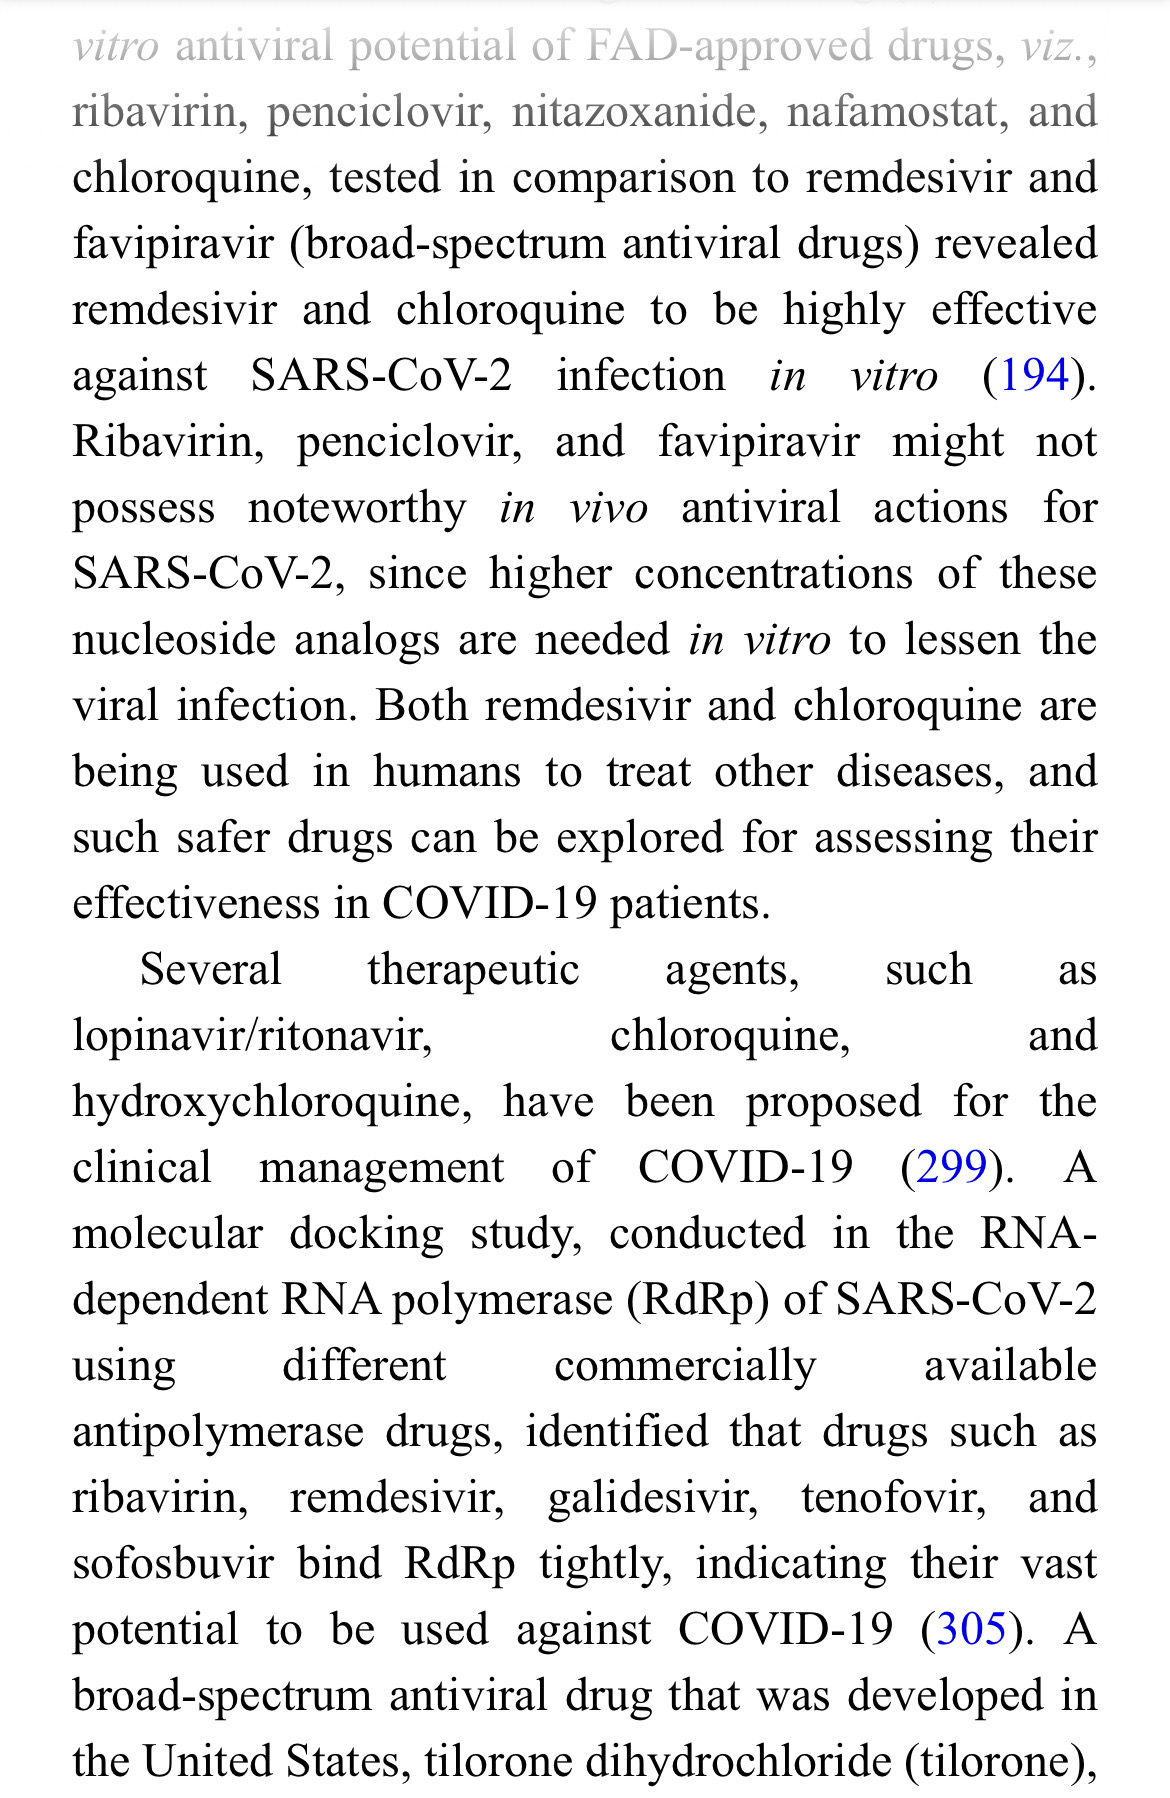 vitro antiviral potential of FAD-approved drugs, viz.,
ribavirin, penciclovir, nitazoxanide, nafamostat, and
chloroquine, tested in comparison to remdesivir and
favipiravir (broad-spectrum antiviral drugs) revealed
remdesivir and chloroquine to be highly effective
against SARS-CoV-2 infection in vitro (194).
Ribavirin, penciclovir, and favipiravir might not
possess noteworthy in vivo antiviral actions for
SARS-CoV-2, since higher concentrations of these
nucleoside analogs are needed in vitro to lessen the
viral infection. Both remdesivir and chloroquine are
being used in humans to treat other diseases, and
such safer drugs can be explored for assessing their
effectiveness in COVID-19 patients.
Several therapeutic agents, such as
lopinavir/ritonavir, chloroquine, and
hydroxychloroquine, have been proposed for the
clinical management of COVID-19 (299). A
molecular docking study, conducted in the RNA-
dependent RNA polymerase (RdRp) of SARS-CoV-2
using different commercially available
antipolymerase drugs, identified that drugs such as
ribavirin, remdesivir, galidesivir, tenofovir, and
sofosbuvir bind RdRp tightly, indicating their vast
potential to be used against COVID-19 (305). A
broad-spectrum antiviral drug that was developed in
the United States, tilorone dihydrochloride (tilorone),